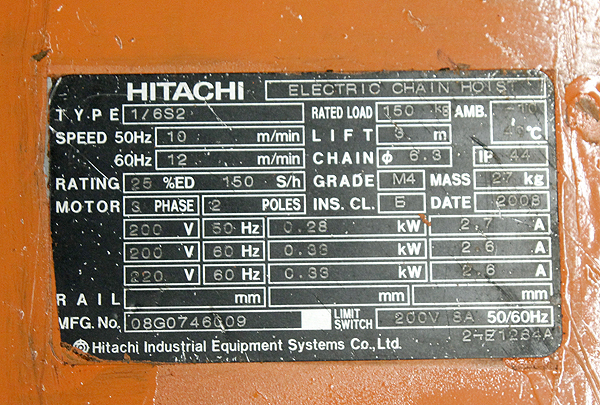 HITACHI ELECTRIC CHAIN HOIST
TYPE 1/6S2 RATED LOAD 150 kg AMB.
SPEED 50Hz 10 m/min LIFT m 40 °C
60Hz 12 m/min CHAIN φ 6.3 IP 44
RATING 25 %ED 150 S/h GRADE M4 MASS 27 kg
MOTOR 3 PHASE 2 POLES INS. CL. DATE 2008
200 V 50 Hz 0.28 kW 2.7 A
200 V 60 Hz 0.33 kW 2.6 A
220 V 60 Hz 0.33 kW 2.6 A
RAIL mm mm mm
MFG. No. 08G0746009 LIMIT SWITCH 200V 8A 50/60Hz
Hitachi Industrial Equipment Systems Co., Ltd.